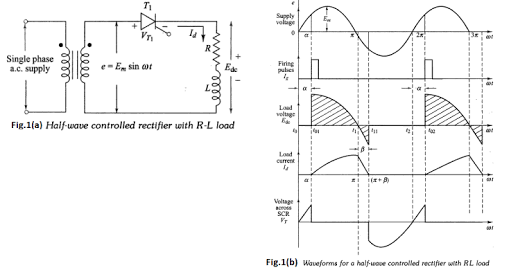 T1
+
−
VT1
Id
R
+
Single phase
a.c. supply
e = Em sin ωt
Edc
−
L
Fig.1(a) Half-wave controlled rectifier with R-L load
e
Supply
voltage
Em
α
π
2π
3π
ωt
Firing
pulses
Ig
ωt
α
α
Load
voltage
Edc
t0
t01
t1
t11
t2
t02
ωt
β
Load
current
Id
α
π
(π + β)
ωt
Voltage
across
SCR
VT
ωt
Fig.1(b) Waveforms for a half-wave controlled rectifier with RL load